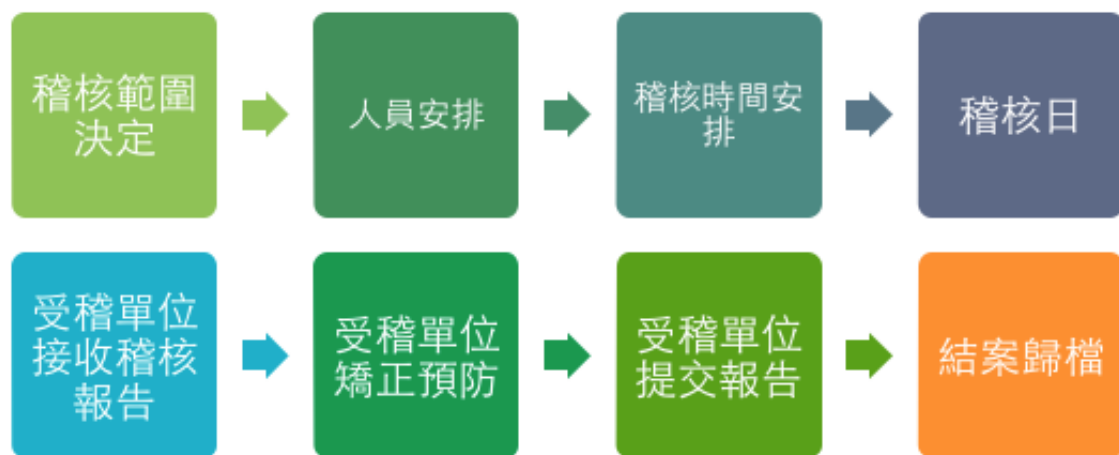 稽核範圍
決定
人員安排
稽核時間安
排
稽核日
受稽單位
接收稽核
報告
受稽單位
矯正預防
受稽單位
提交報告
結案歸檔